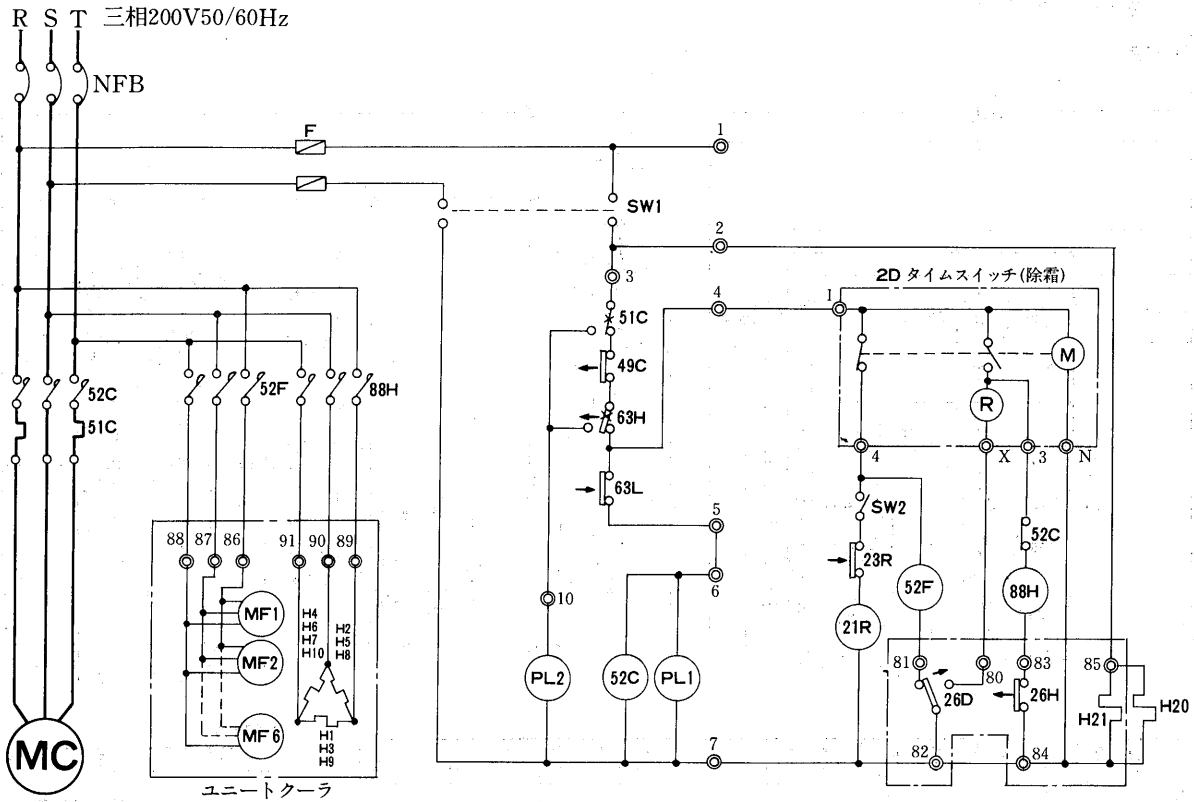 R S T 三相200V50/60Hz
NFB
F
1
SW1
2
3
2D タイムスイッチ(除霜)
4
1
51C
49C
M
52C
52F
88H
63H
R
51C
4
X
3
N
63L
SW2
5
52C
88
87
86
91
90
89
23R
6
52F
88H
10
MF1
H4
H6
H7
H10
H2
H5
H8
21R
MF2
81
80
83
85
PL2
52C
PL1
26D
26H
H21
H20
MF6
H1
H3
H9
MC
7
82
84
ユニートクーラ